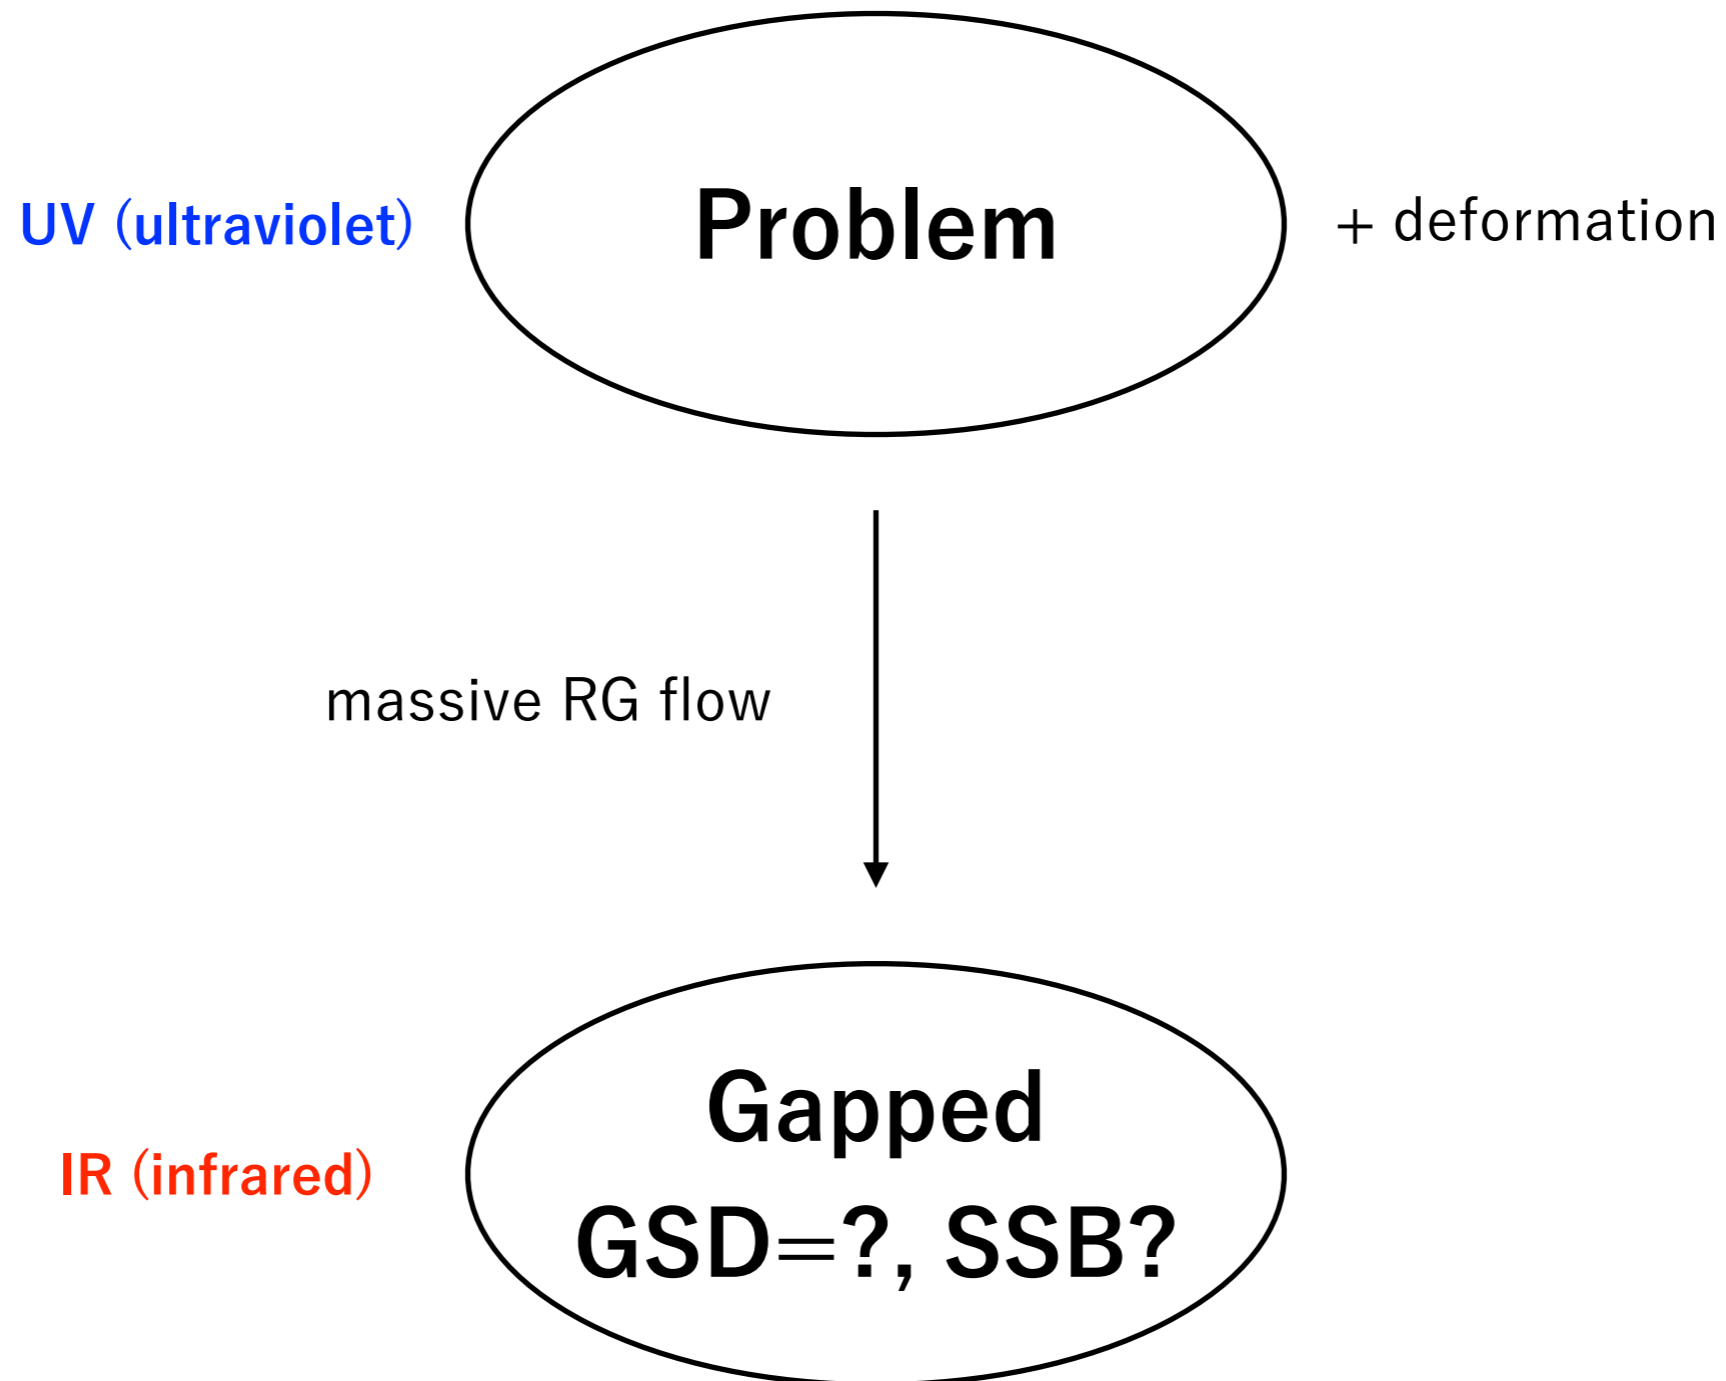 Problem
UV (ultraviolet)
+ deformation
massive RG flow
Gapped
IR (infrared)
GSD=?, SSB?